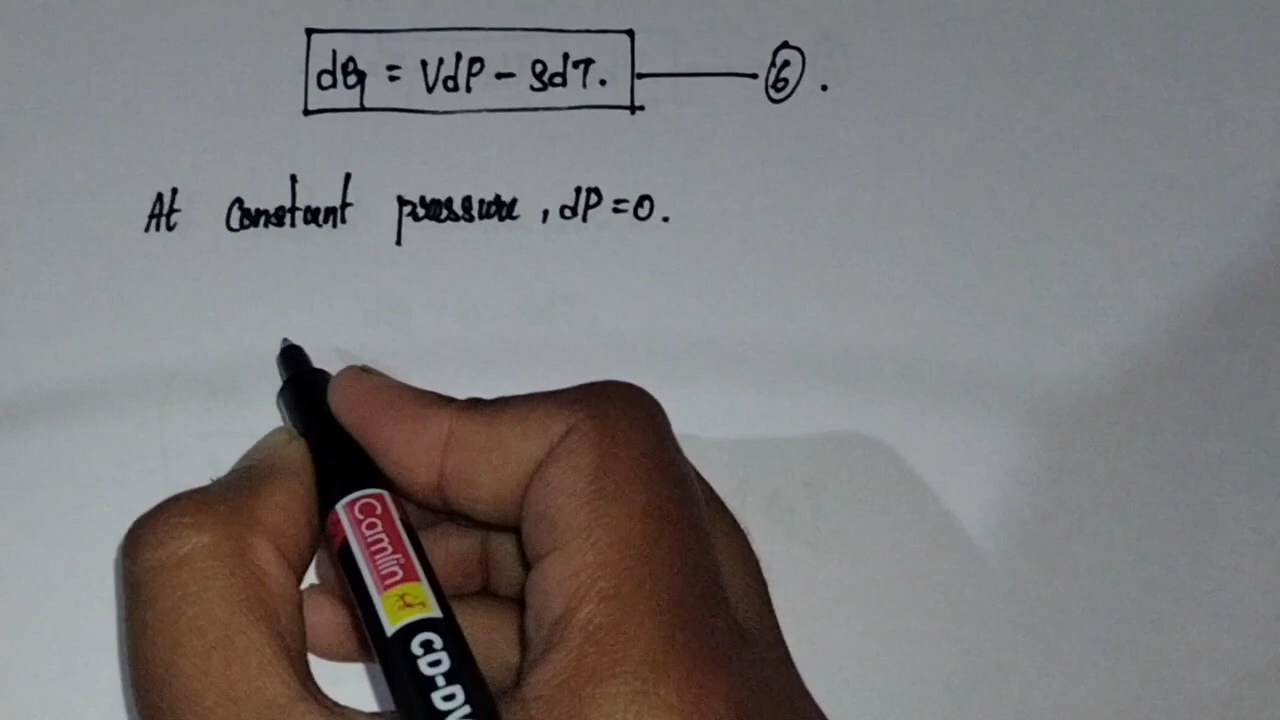 dG = VdP - SdT. — 6.
At constant pressure, dP = 0.
Camlin
CD-DV